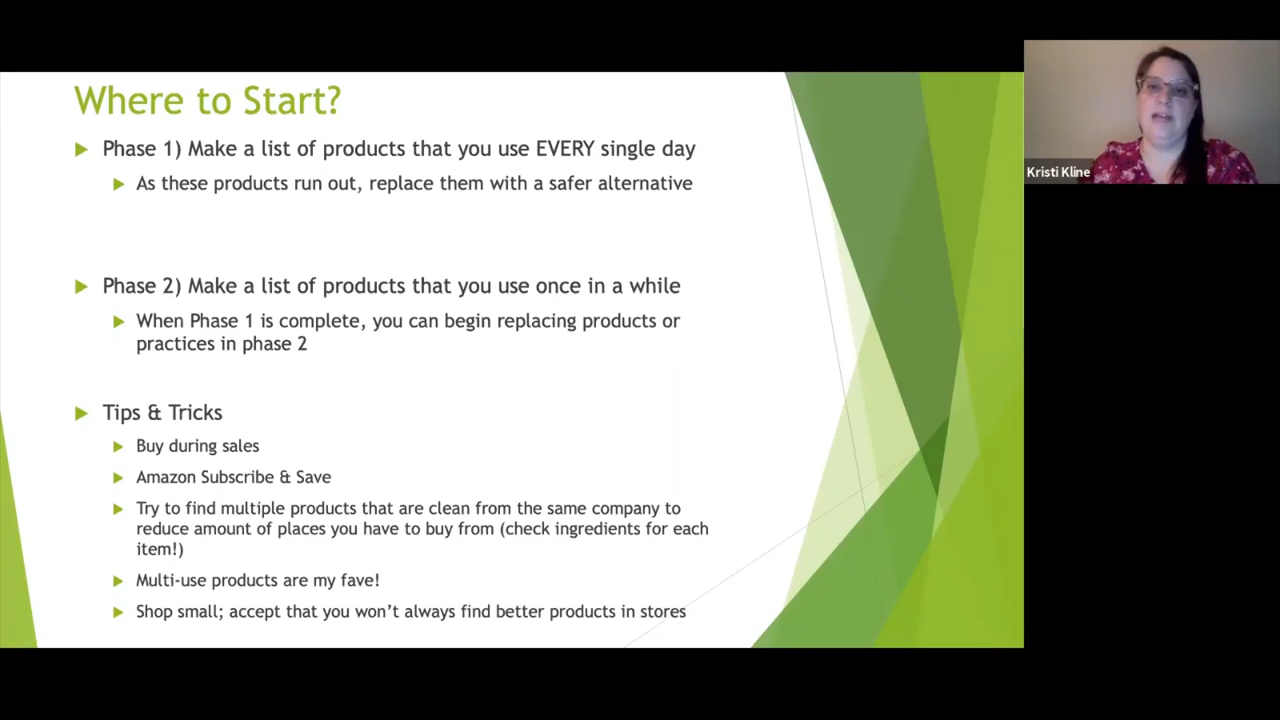 Where to Start?
Phase 1) Make a list of products that you use EVERY single day
As these products run out, replace them with a safer alternative
Phase 2) Make a list of products that you use once in a while
When Phase 1 is complete, you can begin replacing products or
practices in phase 2
Tips & Tricks
Buy during sales
Amazon Subscribe & Save
Try to find multiple products that are clean from the same company to
reduce amount of places you have to buy from (check ingredients for each
item!)
Multi-use products are my fave!
Shop small; accept that you won’t always find better products in stores
Kristi Kline